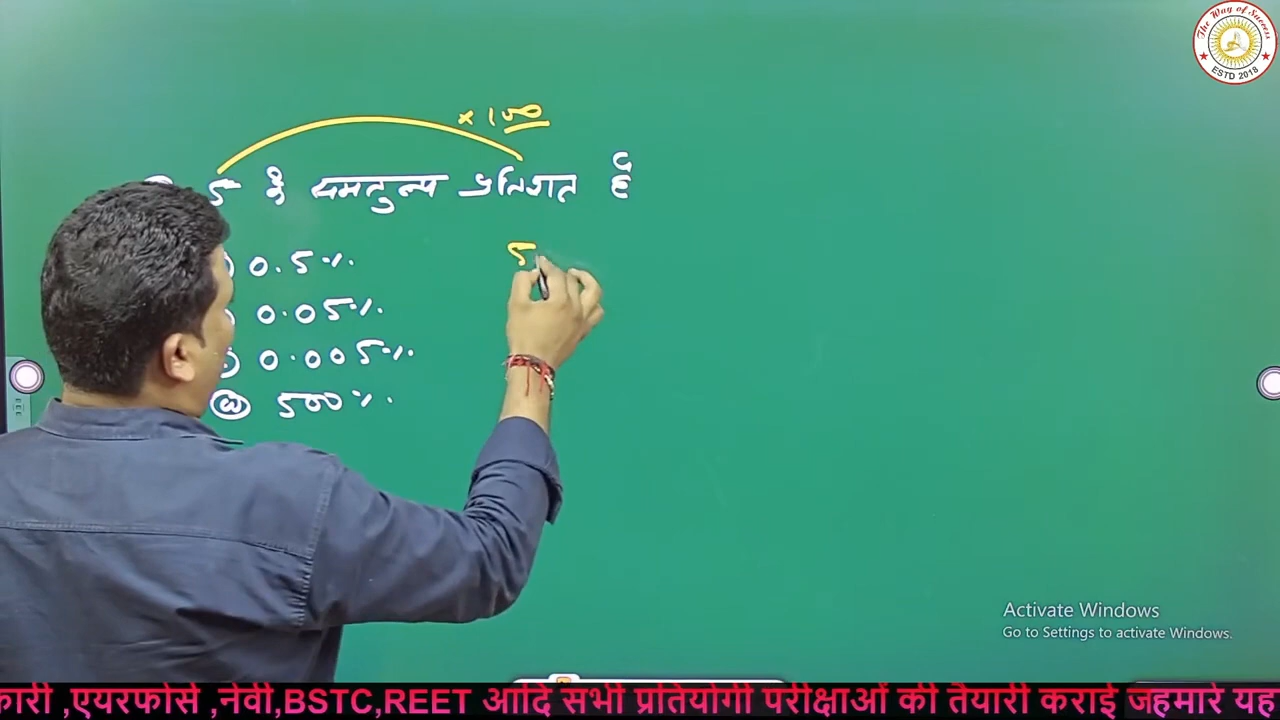 The Way of Success
ESTD 2018
× 100
5 के समतुल्य प्रतिशत है
0.5%
5
0.05%
0.005%
500%
Activate Windows
Go to Settings to activate Windows.
कारी ,एयरफोर्स ,नेवी,BSTC,REET आदि सभी प्रतियोगी परीक्षाओं की तैयारी कराई ज हमारे यह